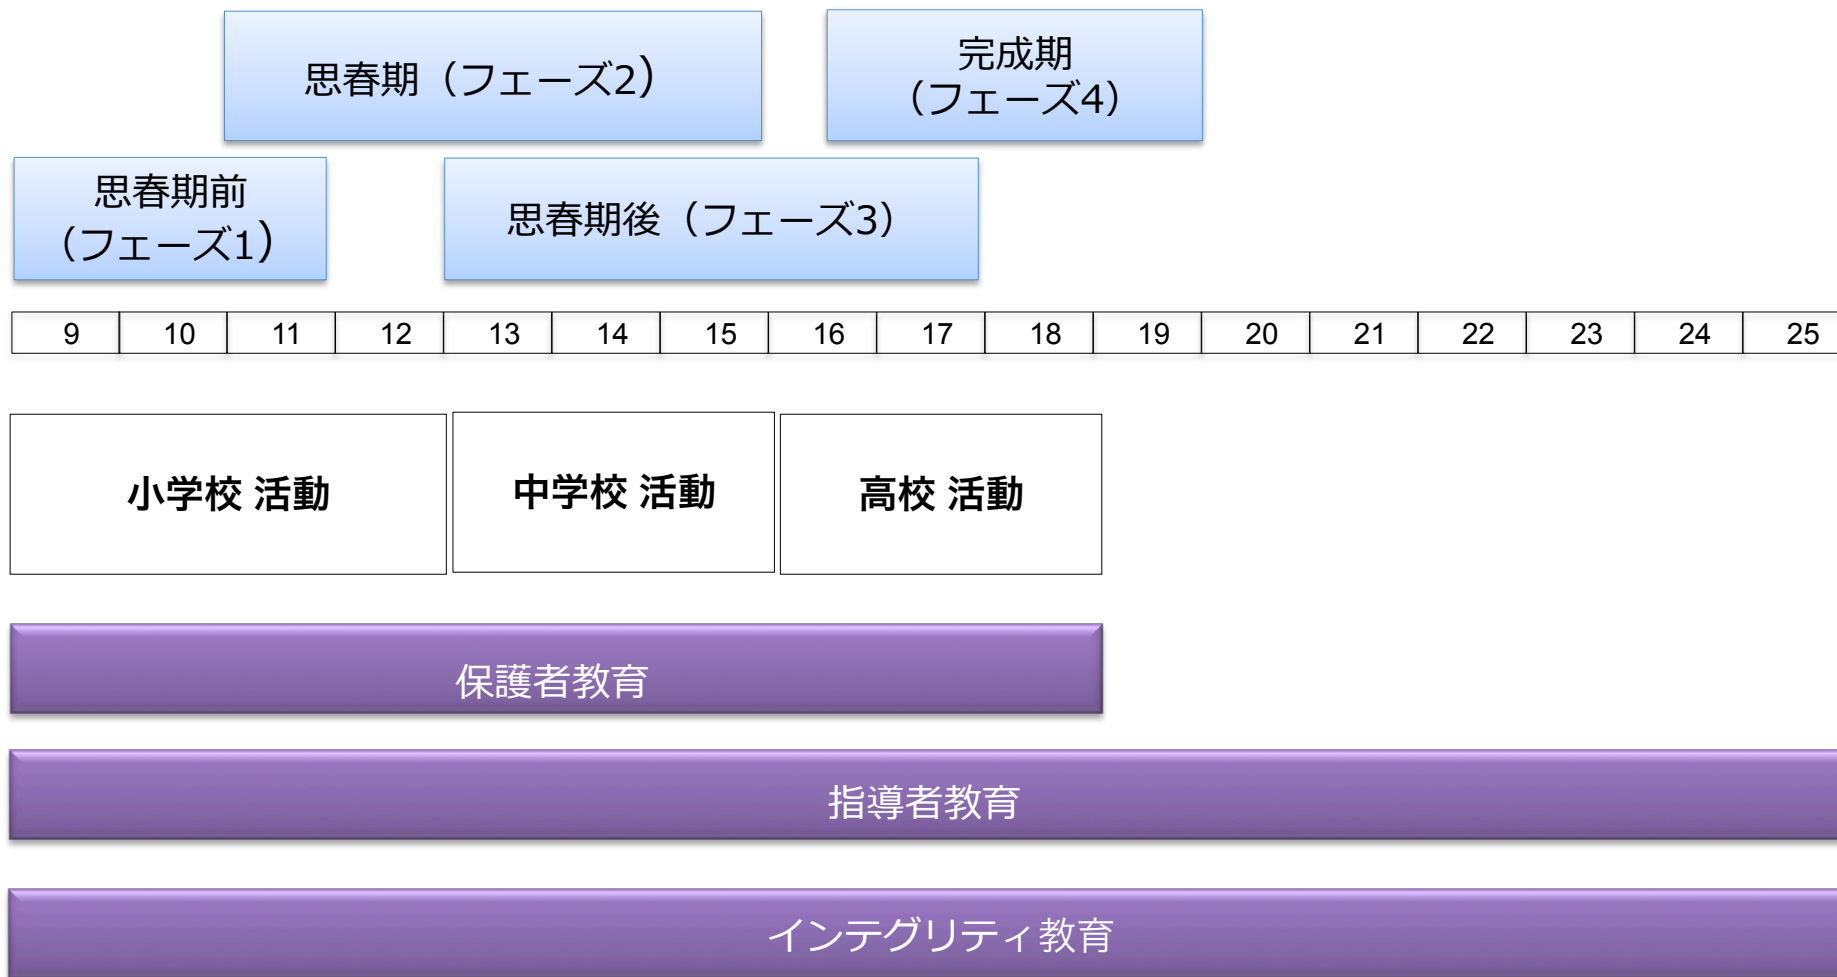 思春期（フェーズ2）
完成期
（フェーズ4）
思春期前
（フェーズ1）
思春期後（フェーズ3）
9 10 11 12 13 14 15 16 17 18 19 20 21 22 23 24 25
小学校 活動
中学校 活動
高校 活動
保護者教育
指導者教育
インテグリティ教育